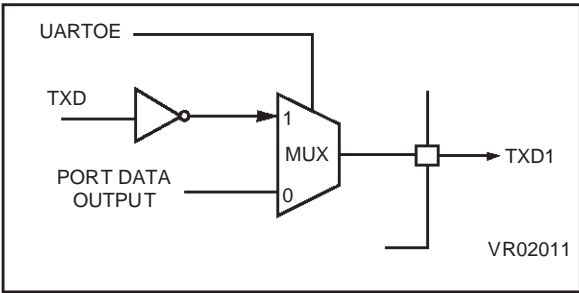 UARTOE
TXD
1
MUX
TXD1
PORT DATA
OUTPUT
0
VR02011